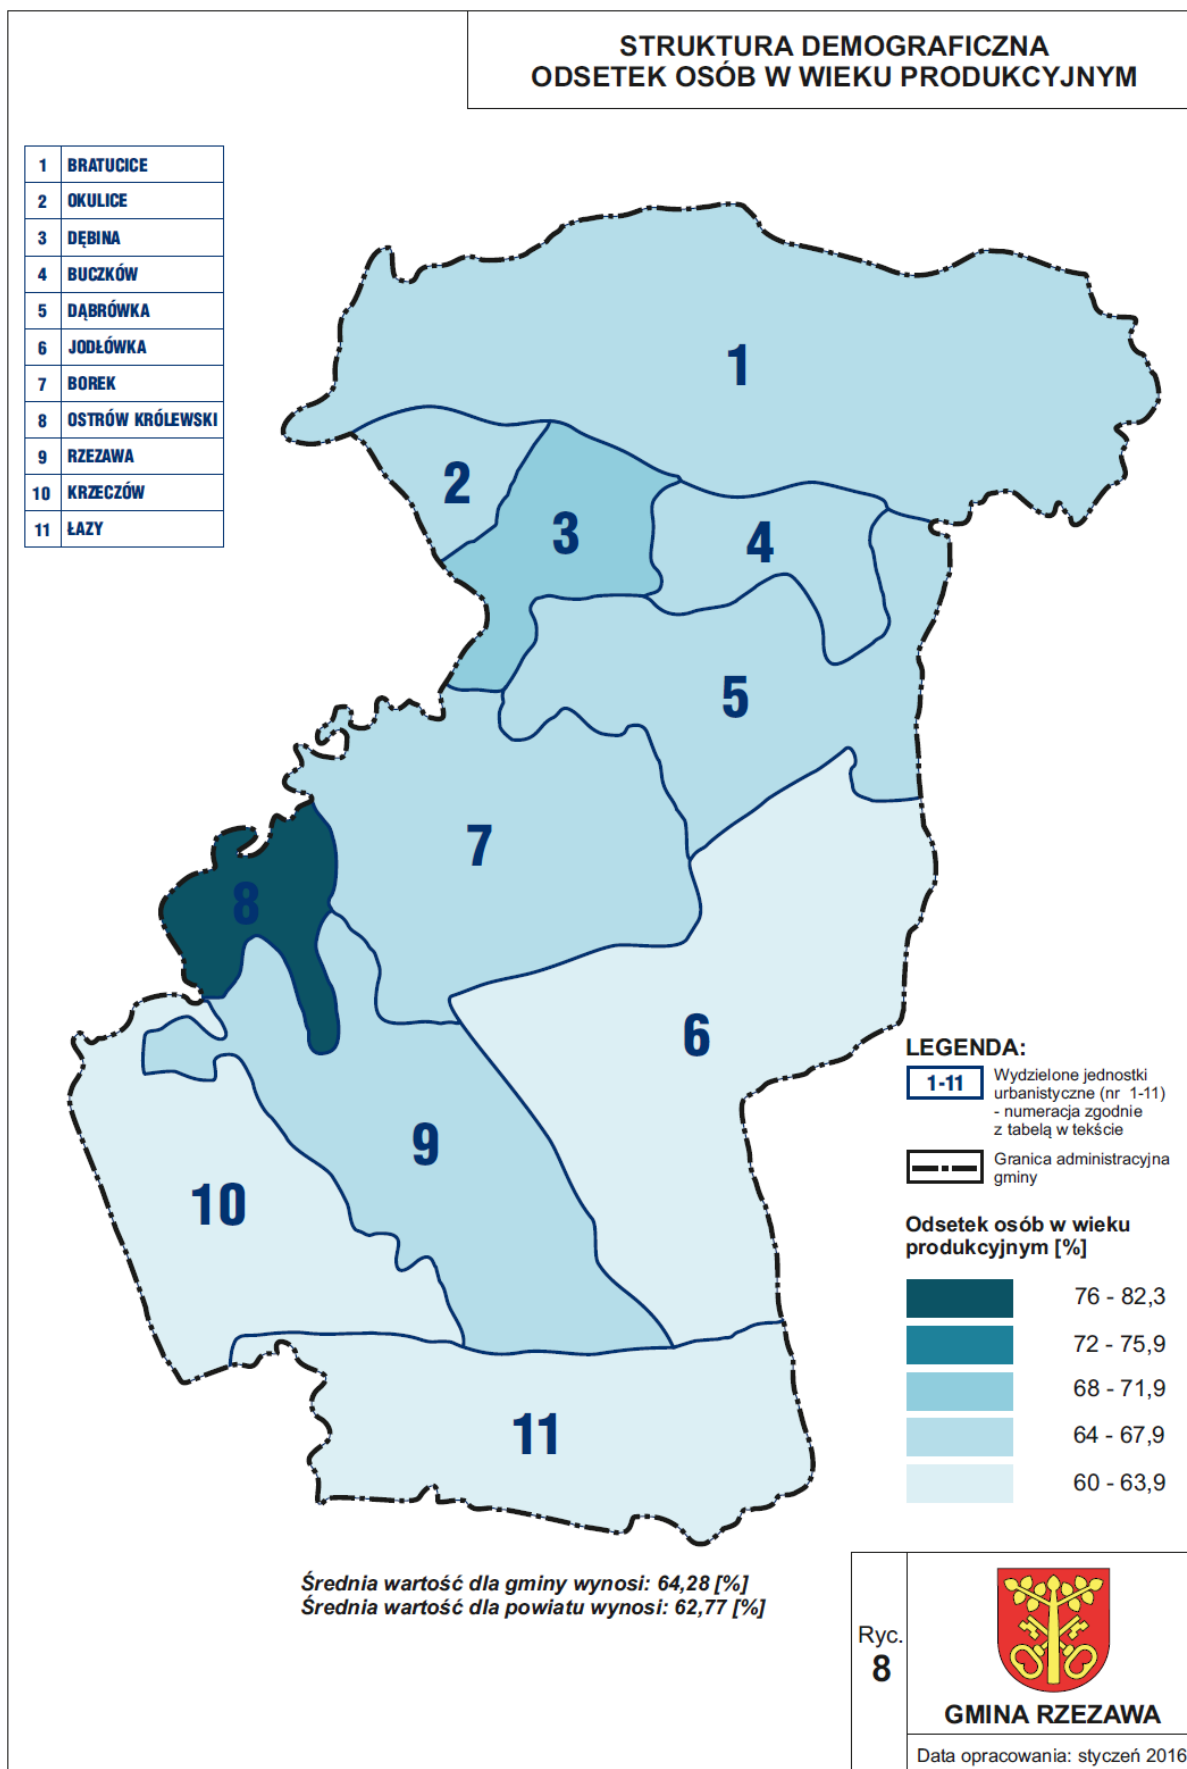 STRUKTURA DEMOGRAFICZNA
ODSETEK OSÓB W WIEKU PRODUKCYJNYM
1 BRATUCICE
2 OKULICE
3 DĘBINA
4 BUCZKÓW
5 DĄBRÓWKA
6 JODŁÓWKA
7 BOREK
8 OSTRÓW KRÓLEWSKI
9 RZEZAWA
10 KRZECZÓW
11 ŁAZY
1
2
3
4
5
7
8
6
9
10
11
LEGENDA:
1-11 Wydzielone jednostki
urbanistyczne (nr 1-11)
- numeracja zgodnie
z tabelą w tekście
Granica administracyjna
gminy
Odsetek osób w wieku
produkcyjnym [%]
76 - 82,3
72 - 75,9
68 - 71,9
64 - 67,9
60 - 63,9
Średnia wartość dla gminy wynosi: 64,28 [%]
Średnia wartość dla powiatu wynosi: 62,77 [%]
Ryc.
8
GMINA RZEZAWA
Data opracowania: styczeń 2016